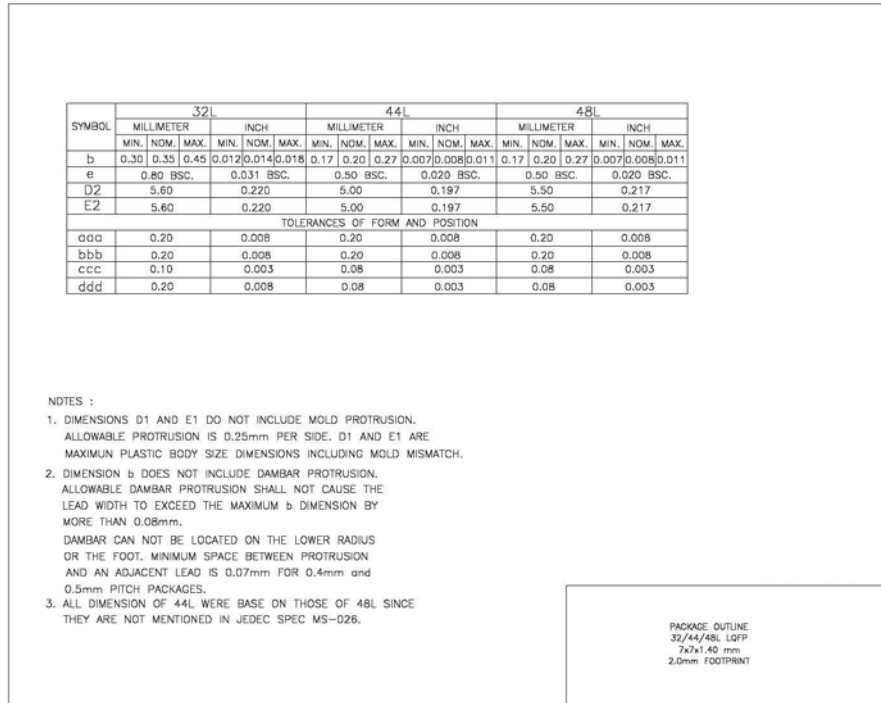 SYMBOL 32L 44L 48L
MILLIMETER INCH MILLIMETER INCH MILLIMETER INCH
MIN. NOM. MAX. MIN. NOM. MAX. MIN. NOM. MAX. MIN. NOM. MAX. MIN. NOM. MAX. MIN. NOM. MAX.
b 0.30 0.35 0.45 0.012 0.014 0.018 0.17 0.20 0.27 0.007 0.008 0.011 0.17 0.20 0.27 0.007 0.008 0.011
e 0.80 BSC. 0.031 BSC. 0.50 BSC. 0.020 BSC. 0.50 BSC. 0.020 BSC.
D2 5.60 0.220 5.00 0.197 5.50 0.217
E2 5.60 0.220 5.00 0.197 5.50 0.217
TOLERANCES OF FORM AND POSITION
aaa 0.20 0.008 0.20 0.008 0.20 0.008
bbb 0.20 0.008 0.20 0.008 0.20 0.008
ccc 0.10 0.003 0.08 0.003 0.08 0.003
ddd 0.20 0.008 0.08 0.003 0.08 0.003
NOTES :
1. DIMENSIONS D1 AND E1 DO NOT INCLUDE MOLD PROTRUSION.
ALLOWABLE PROTRUSION IS 0.25mm PER SIDE. D1 AND E1 ARE
MAXIMUN PLASTIC BODY SIZE DIMENSIONS INCLUDING MOLD MISMATCH.
2. DIMENSION b DOES NOT INCLUDE DAMBAR PROTRUSION.
ALLOWABLE DAMBAR PROTRUSION SHALL NOT CAUSE THE
LEAD WIDTH TO EXCEED THE MAXIMUM b DIMENSION BY
MORE THAN 0.08mm.
DAMBAR CAN NOT BE LOCATED ON THE LOWER RADIUS
OR THE FOOT. MINIMUM SPACE BETWEEN PROTRUSION
AND AN ADJACENT LEAD IS 0.07mm FOR 0.4mm and
0.5mm PITCH PACKAGES.
3. ALL DIMENSION OF 44L WERE BASE ON THOSE OF 48L SINCE
THEY ARE NOT MENTIONED IN JEDEC SPEC MS-026.
PACKAGE OUTLINE
32/44/48L LQFP
7x7x1.40 mm
2.0mm FOOTPRINT